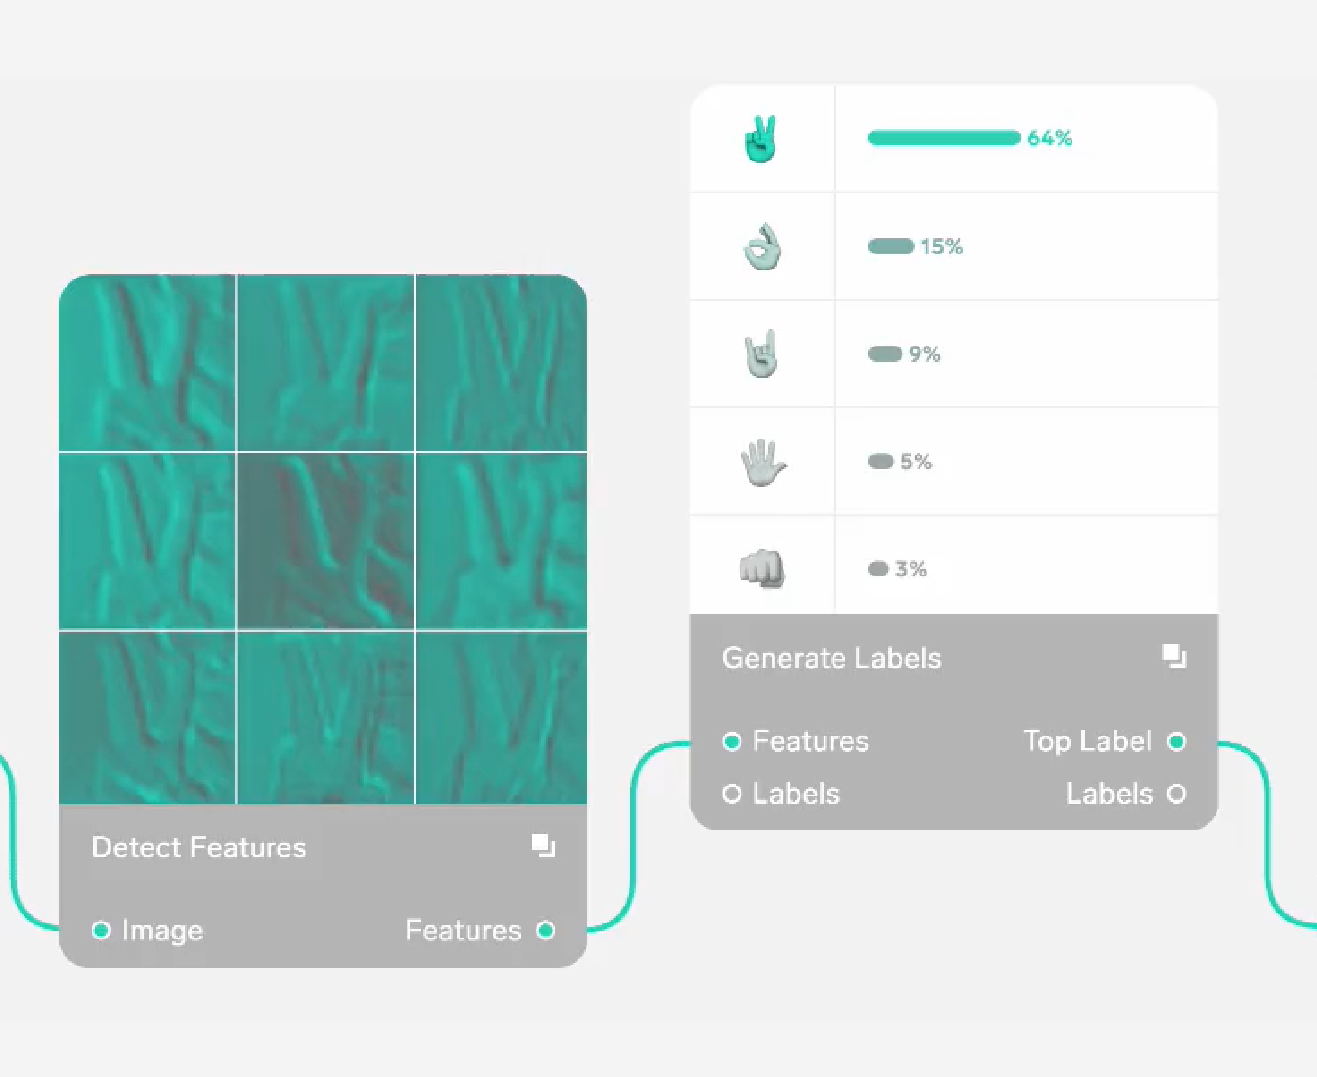 64%
15%
9%
5%
3%
Generate Labels
Features
Top Label
Labels
Labels
Detect Features
Image
Features